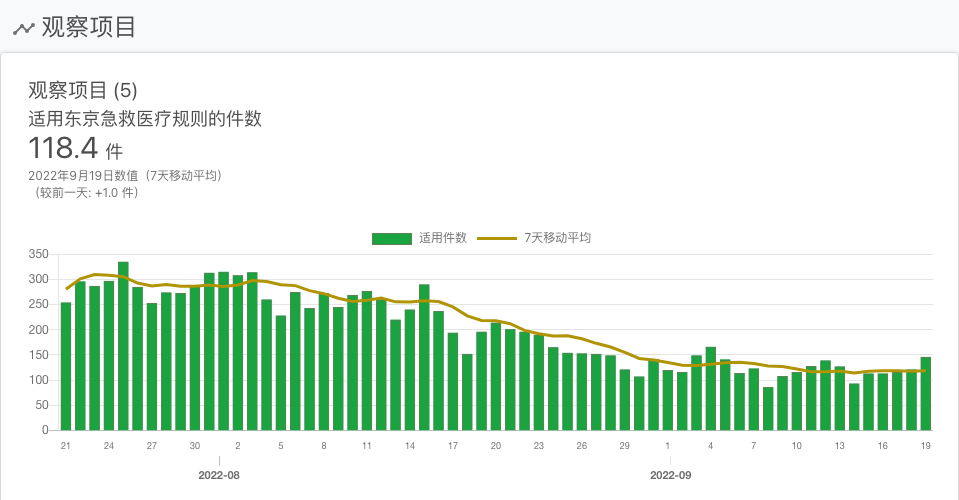 观察项目
观察项目 (5)
适用东京急救医疗规则的件数
118.4 件
2022年9月19日数值（7天移动平均）
（较前一天: +1.0 件）
适用件数 7天移动平均
350
300
250
200
150
100
50
0
21 24 27 30 2 5 8 11 14 17 20 23 26 29 1 4 7 10 13 16 19
2022-08 2022-09